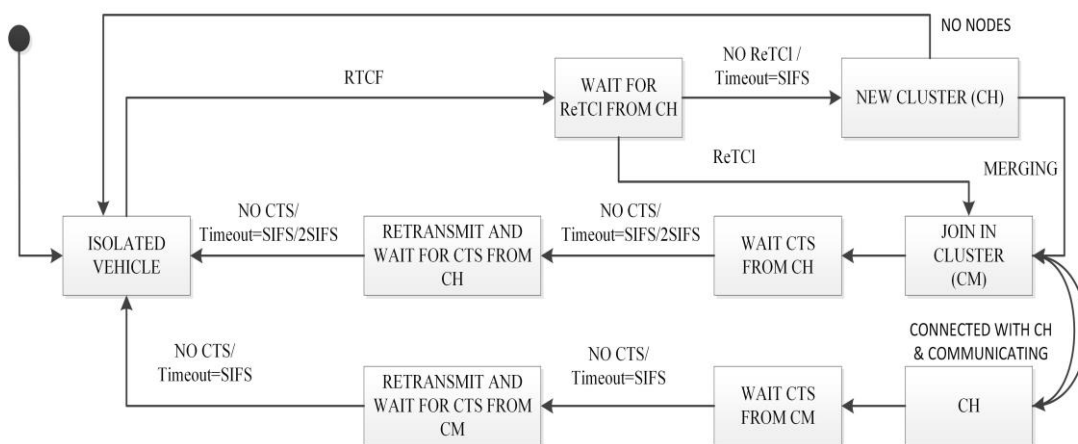 NO NODES
RTCF
WAIT FOR
ReTCl FROM CH
NO ReTCl /
Timeout=SIFS
NEW CLUSTER (CH)
ReTCl
MERGING
ISOLATED
VEHICLE
NO CTS/
Timeout=SIFS/2SIFS
RETRANSMIT AND
WAIT FOR CTS FROM
CH
NO CTS/
Timeout=SIFS/2SIFS
WAIT CTS
FROM CH
JOIN IN
CLUSTER
(CM)
CONNECTED WITH CH
& COMMUNICATING
NO CTS/
Timeout=SIFS
RETRANSMIT AND
WAIT FOR CTS FROM
CM
NO CTS/
Timeout=SIFS
WAIT CTS
FROM CM
CH